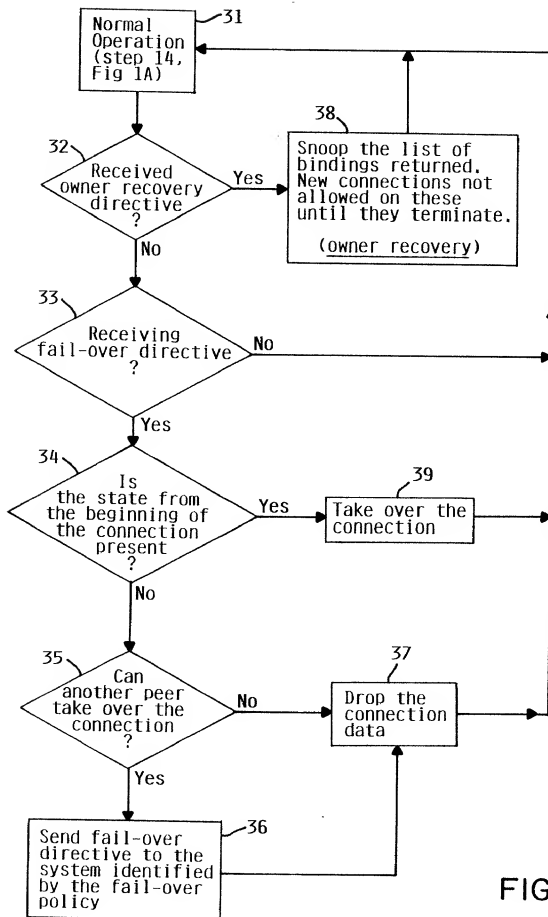 31
Normal
Operation
(step 14,
Fig 1A)
32
Received
owner recovery
directive
?
Yes
No
38
Snoop the list of
bindings returned.
New connections not
allowed on these
until they terminate.
(owner recovery)
33
Receiving
fail-over directive
?
No
Yes
34
Is
the state from
the beginning of
the connection
present
?
Yes
No
39
Take over the
connection
35
Can
another peer
take over the
connection
?
No
Yes
37
Drop the
connection
data
36
Send fail-over
directive to the
system identified
by the fail-over
policy
FIG